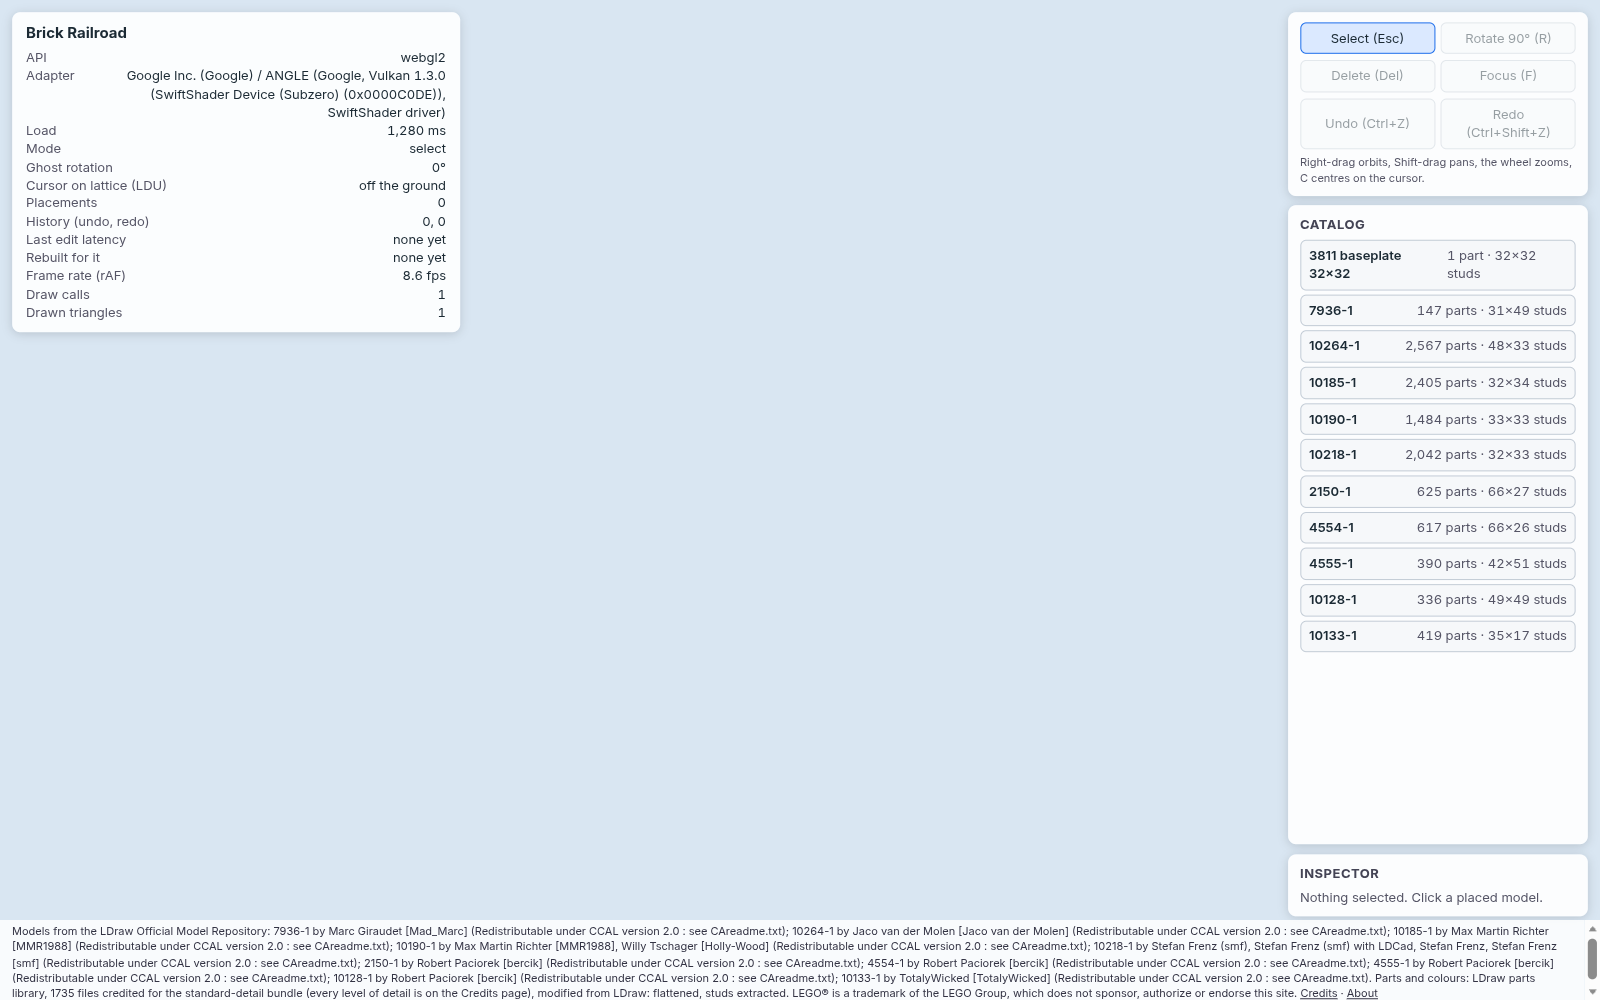 Brick Railroad
API webgl2
Adapter Google Inc. (Google) / ANGLE (Google, Vulkan 1.3.0
(SwiftShader Device (Subzero) (0x0000C0DE)),
SwiftShader driver)
Load 1,280 ms
Mode select
Ghost rotation 0°
Cursor on lattice (LDU) off the ground
Placements 0
History (undo, redo) 0, 0
Last edit latency none yet
Rebuilt for it none yet
Frame rate (rAF) 8.6 fps
Draw calls 1
Drawn triangles 1
Select (Esc) Rotate 90° (R)
Delete (Del) Focus (F)
Undo (Ctrl+Z) Redo
(Ctrl+Shift+Z)
Right-drag orbits, Shift-drag pans, the wheel zooms,
C centres on the cursor.
CATALOG
3811 baseplate 1 part · 32×32
32×32 studs
7936-1 147 parts · 31×49 studs
10264-1 2,567 parts · 48×33 studs
10185-1 2,405 parts · 32×34 studs
10190-1 1,484 parts · 33×33 studs
10218-1 2,042 parts · 32×33 studs
2150-1 625 parts · 66×27 studs
4554-1 617 parts · 66×26 studs
4555-1 390 parts · 42×51 studs
10128-1 336 parts · 49×49 studs
10133-1 419 parts · 35×17 studs
INSPECTOR
Nothing selected. Click a placed model.
Models from the LDraw Official Model Repository: 7936-1 by Marc Giraudet [Mad_Marc] (Redistributable under CCAL version 2.0 : see CAreadme.txt); 10264-1 by Jaco van der Molen [Jaco van der Molen] (Redistributable under CCAL version 2.0 : see CAreadme.txt); 10185-1 by Max Martin Richter
[MMR1988] (Redistributable under CCAL version 2.0 : see CAreadme.txt); 10190-1 by Max Martin Richter [MMR1988], Willy Tschager [Holly-Wood] (Redistributable under CCAL version 2.0 : see CAreadme.txt); 10218-1 by Stefan Frenz (smf), Stefan Frenz (smf) with LDCad, Stefan Frenz, Stefan Frenz
[smf] (Redistributable under CCAL version 2.0 : see CAreadme.txt); 2150-1 by Robert Paciorek [bercik] (Redistributable under CCAL version 2.0 : see CAreadme.txt); 4554-1 by Robert Paciorek [bercik] (Redistributable under CCAL version 2.0 : see CAreadme.txt); 4555-1 by Robert Paciorek [bercik]
(Redistributable under CCAL version 2.0 : see CAreadme.txt); 10128-1 by Robert Paciorek [bercik] (Redistributable under CCAL version 2.0 : see CAreadme.txt); 10133-1 by TotalyWicked [TotalyWicked] (Redistributable under CCAL version 2.0 : see CAreadme.txt). Parts and colours: LDraw parts
library, 1735 files credited for the standard-detail bundle (every level of detail is on the Credits page), modified from LDraw: flattened, studs extracted. LEGO® is a trademark of the LEGO Group, which does not sponsor, authorize or endorse this site. Credits · About